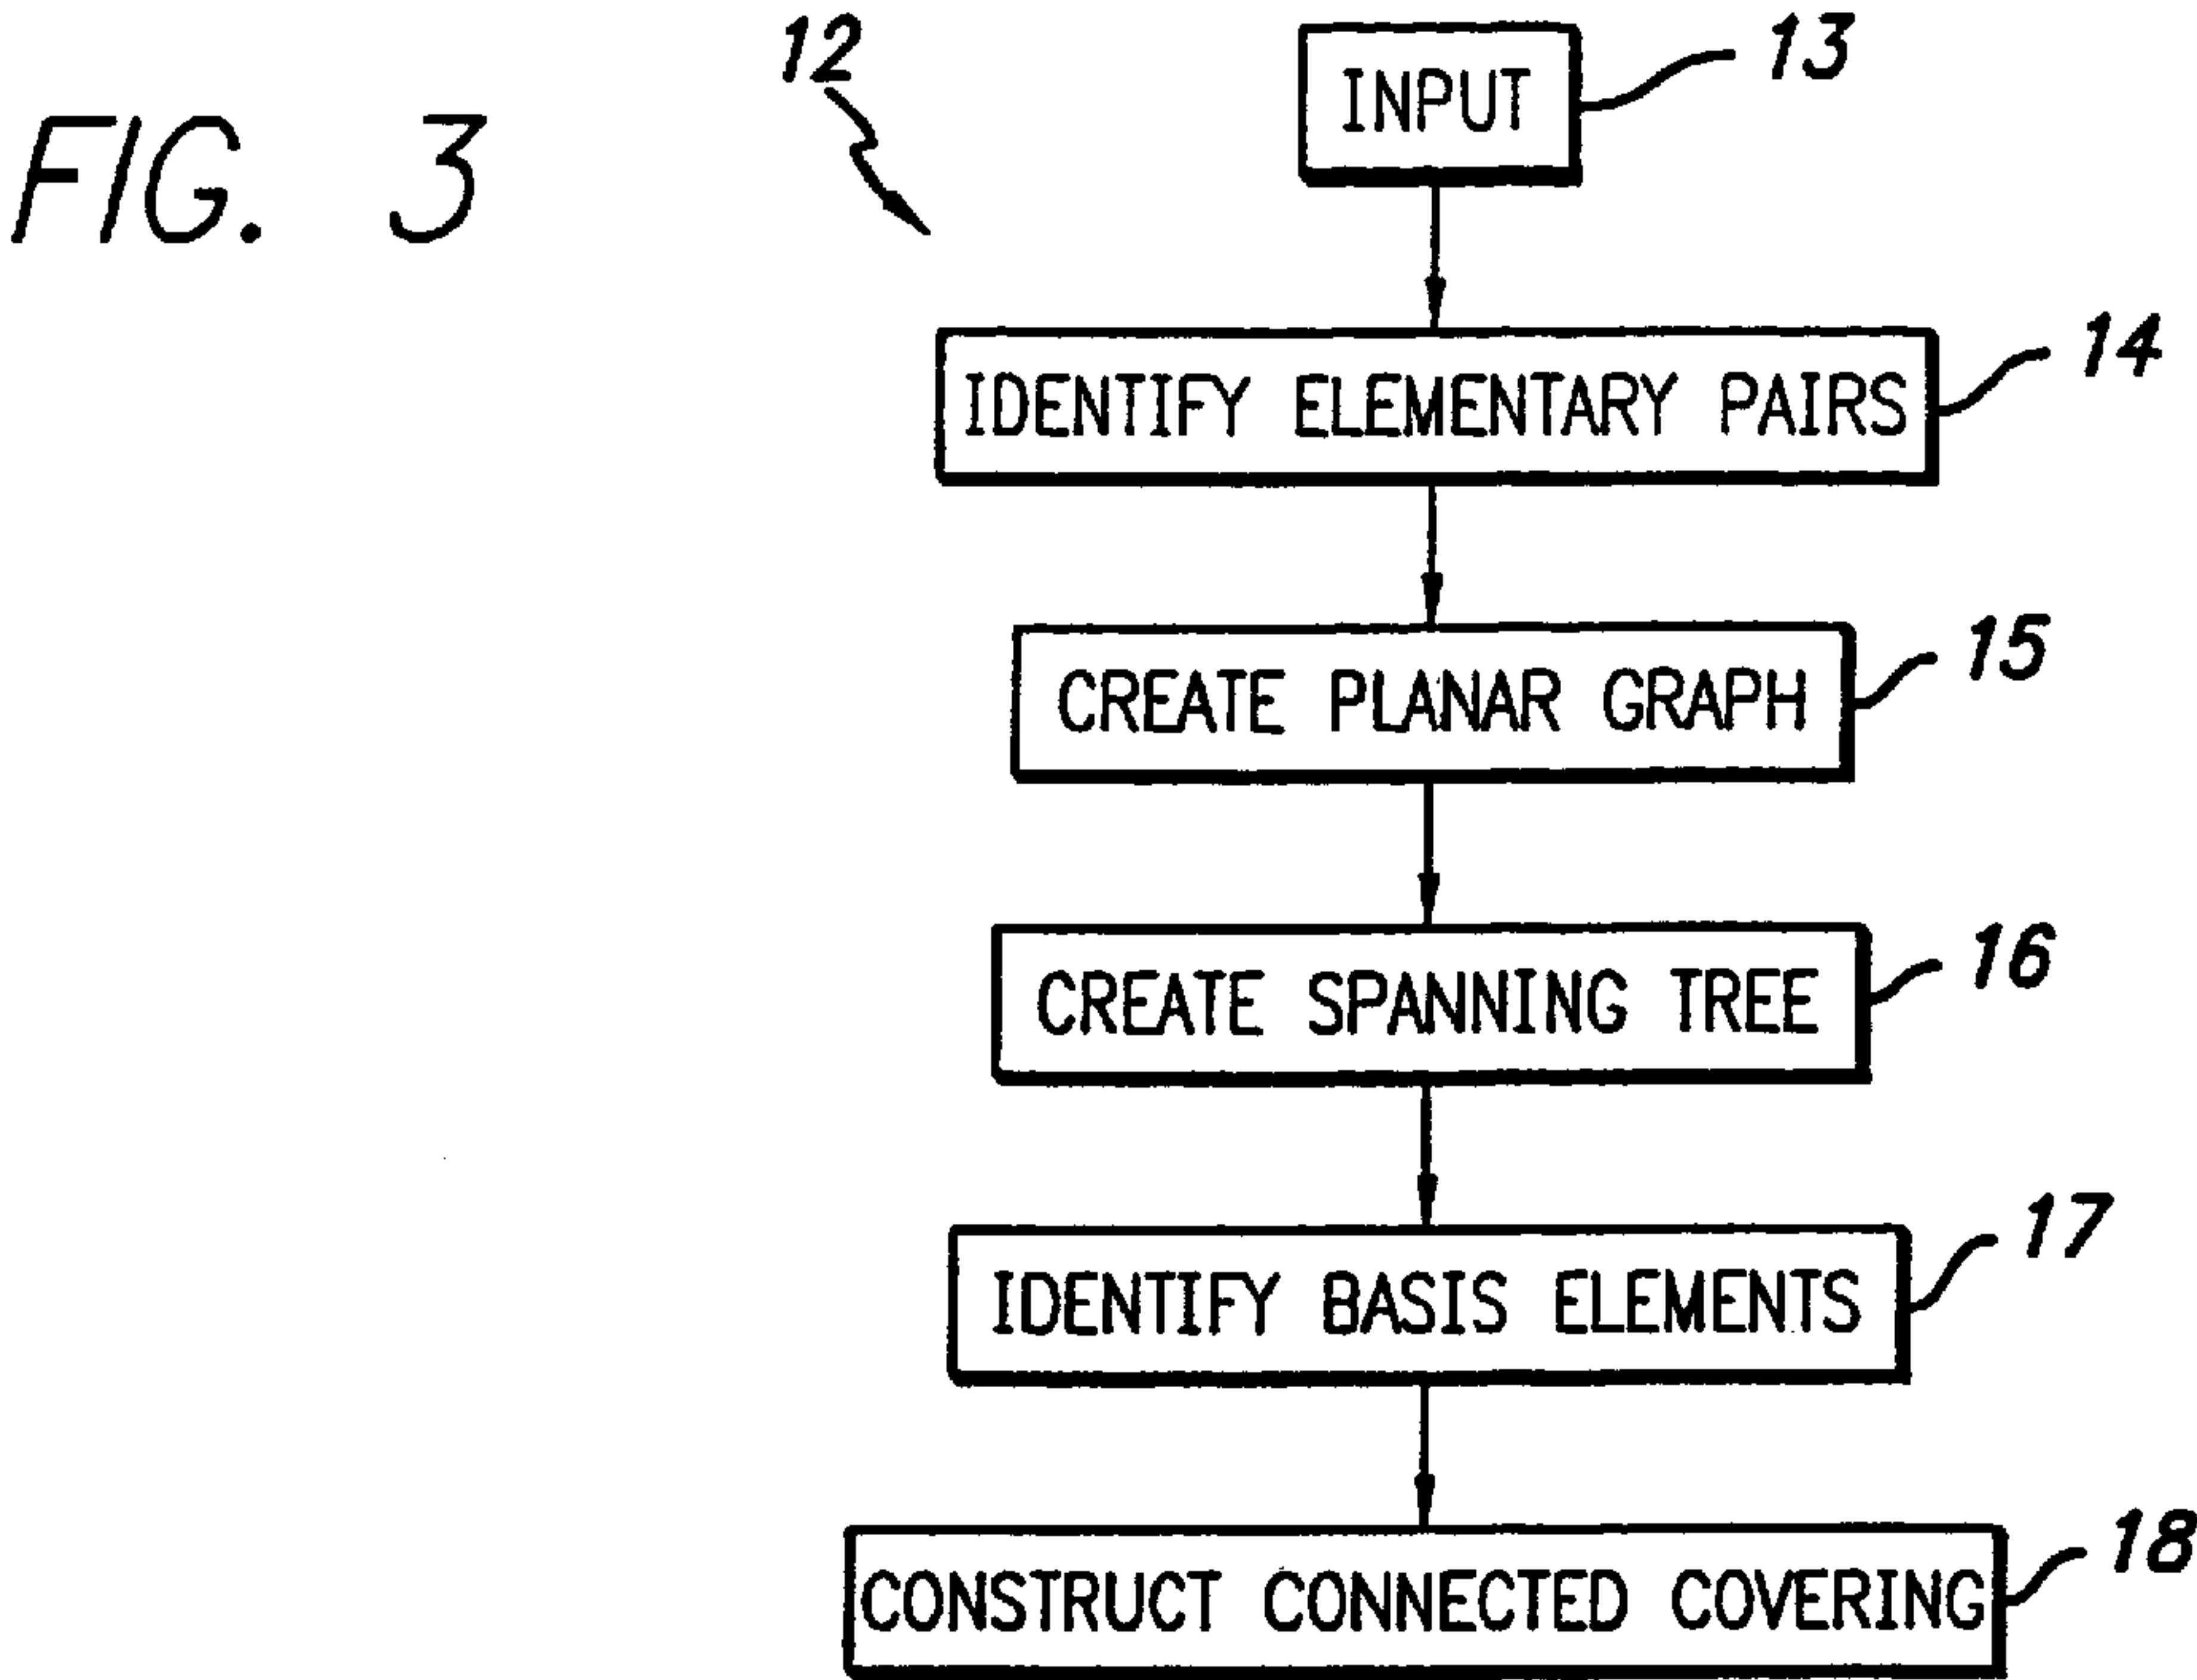 FIG. 3
12
INPUT
13
IDENTIFY ELEMENTARY PAIRS
14
CREATE PLANAR GRAPH
15
CREATE SPANNING TREE
16
IDENTIFY BASIS ELEMENTS
17
CONSTRUCT CONNECTED COVERING
18